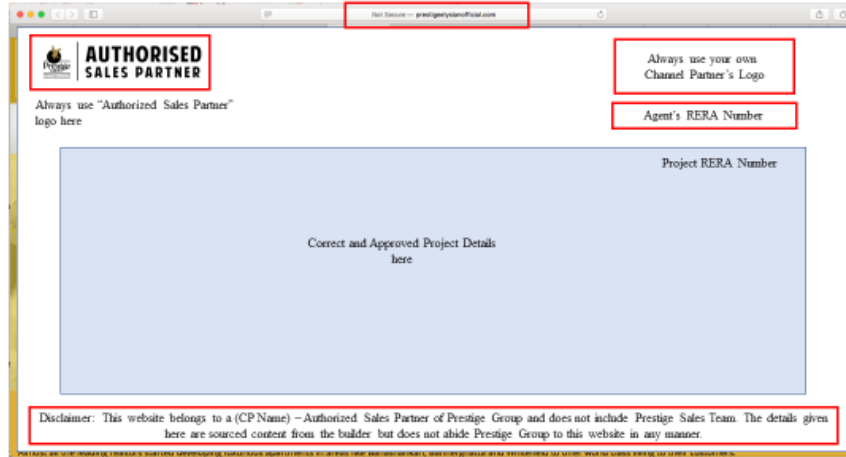 Not Secure — prestigeelysianofficial.com
Prestige
AUTHORISED
SALES PARTNER
Always use your own
Channel Partner's Logo
Always use “Authorized Sales Partner”
logo here
Agent's RERA Number
Project RERA Number
Correct and Approved Project Details
here
Disclaimer: This website belongs to a (CP Name) – Authorized Sales Partner of Prestige Group and does not include Prestige Sales Team. The details given
here are sourced content from the builder but does not abide Prestige Group to this website in any manner.